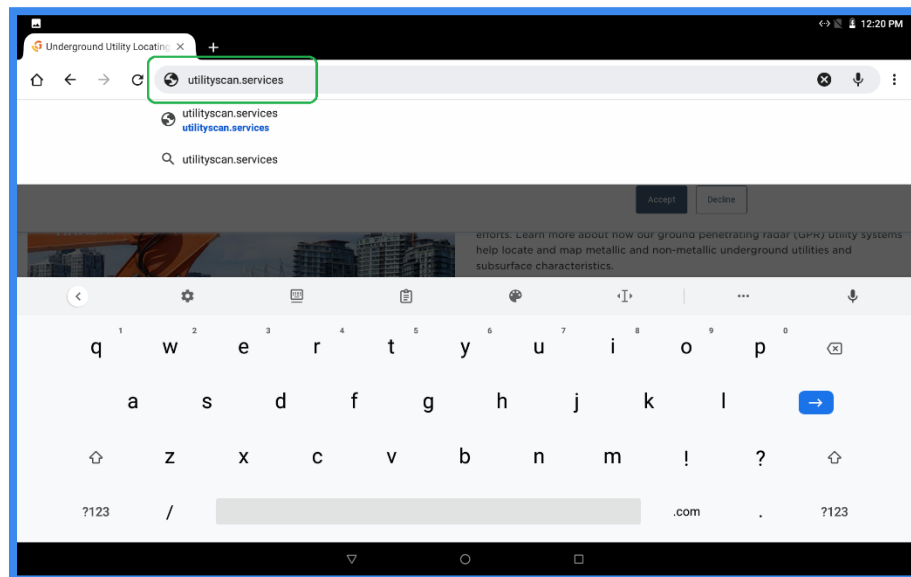 12:20 PM
Underground Utility Locating
utilityscan.services
utilityscan.services
utilityscan.services
utilityscan.services
Accept Decline
efforts. Learn more about how our ground penetrating radar (GPR) utility systems
help locate and map metallic and non-metallic underground utilities and
subsurface characteristics.
1 2 3 4 5 6 7 8 9 0
q w e r t y u i o p
a s d f g h j k l
z x c v b n m ! ?
?123 / .com . ?123